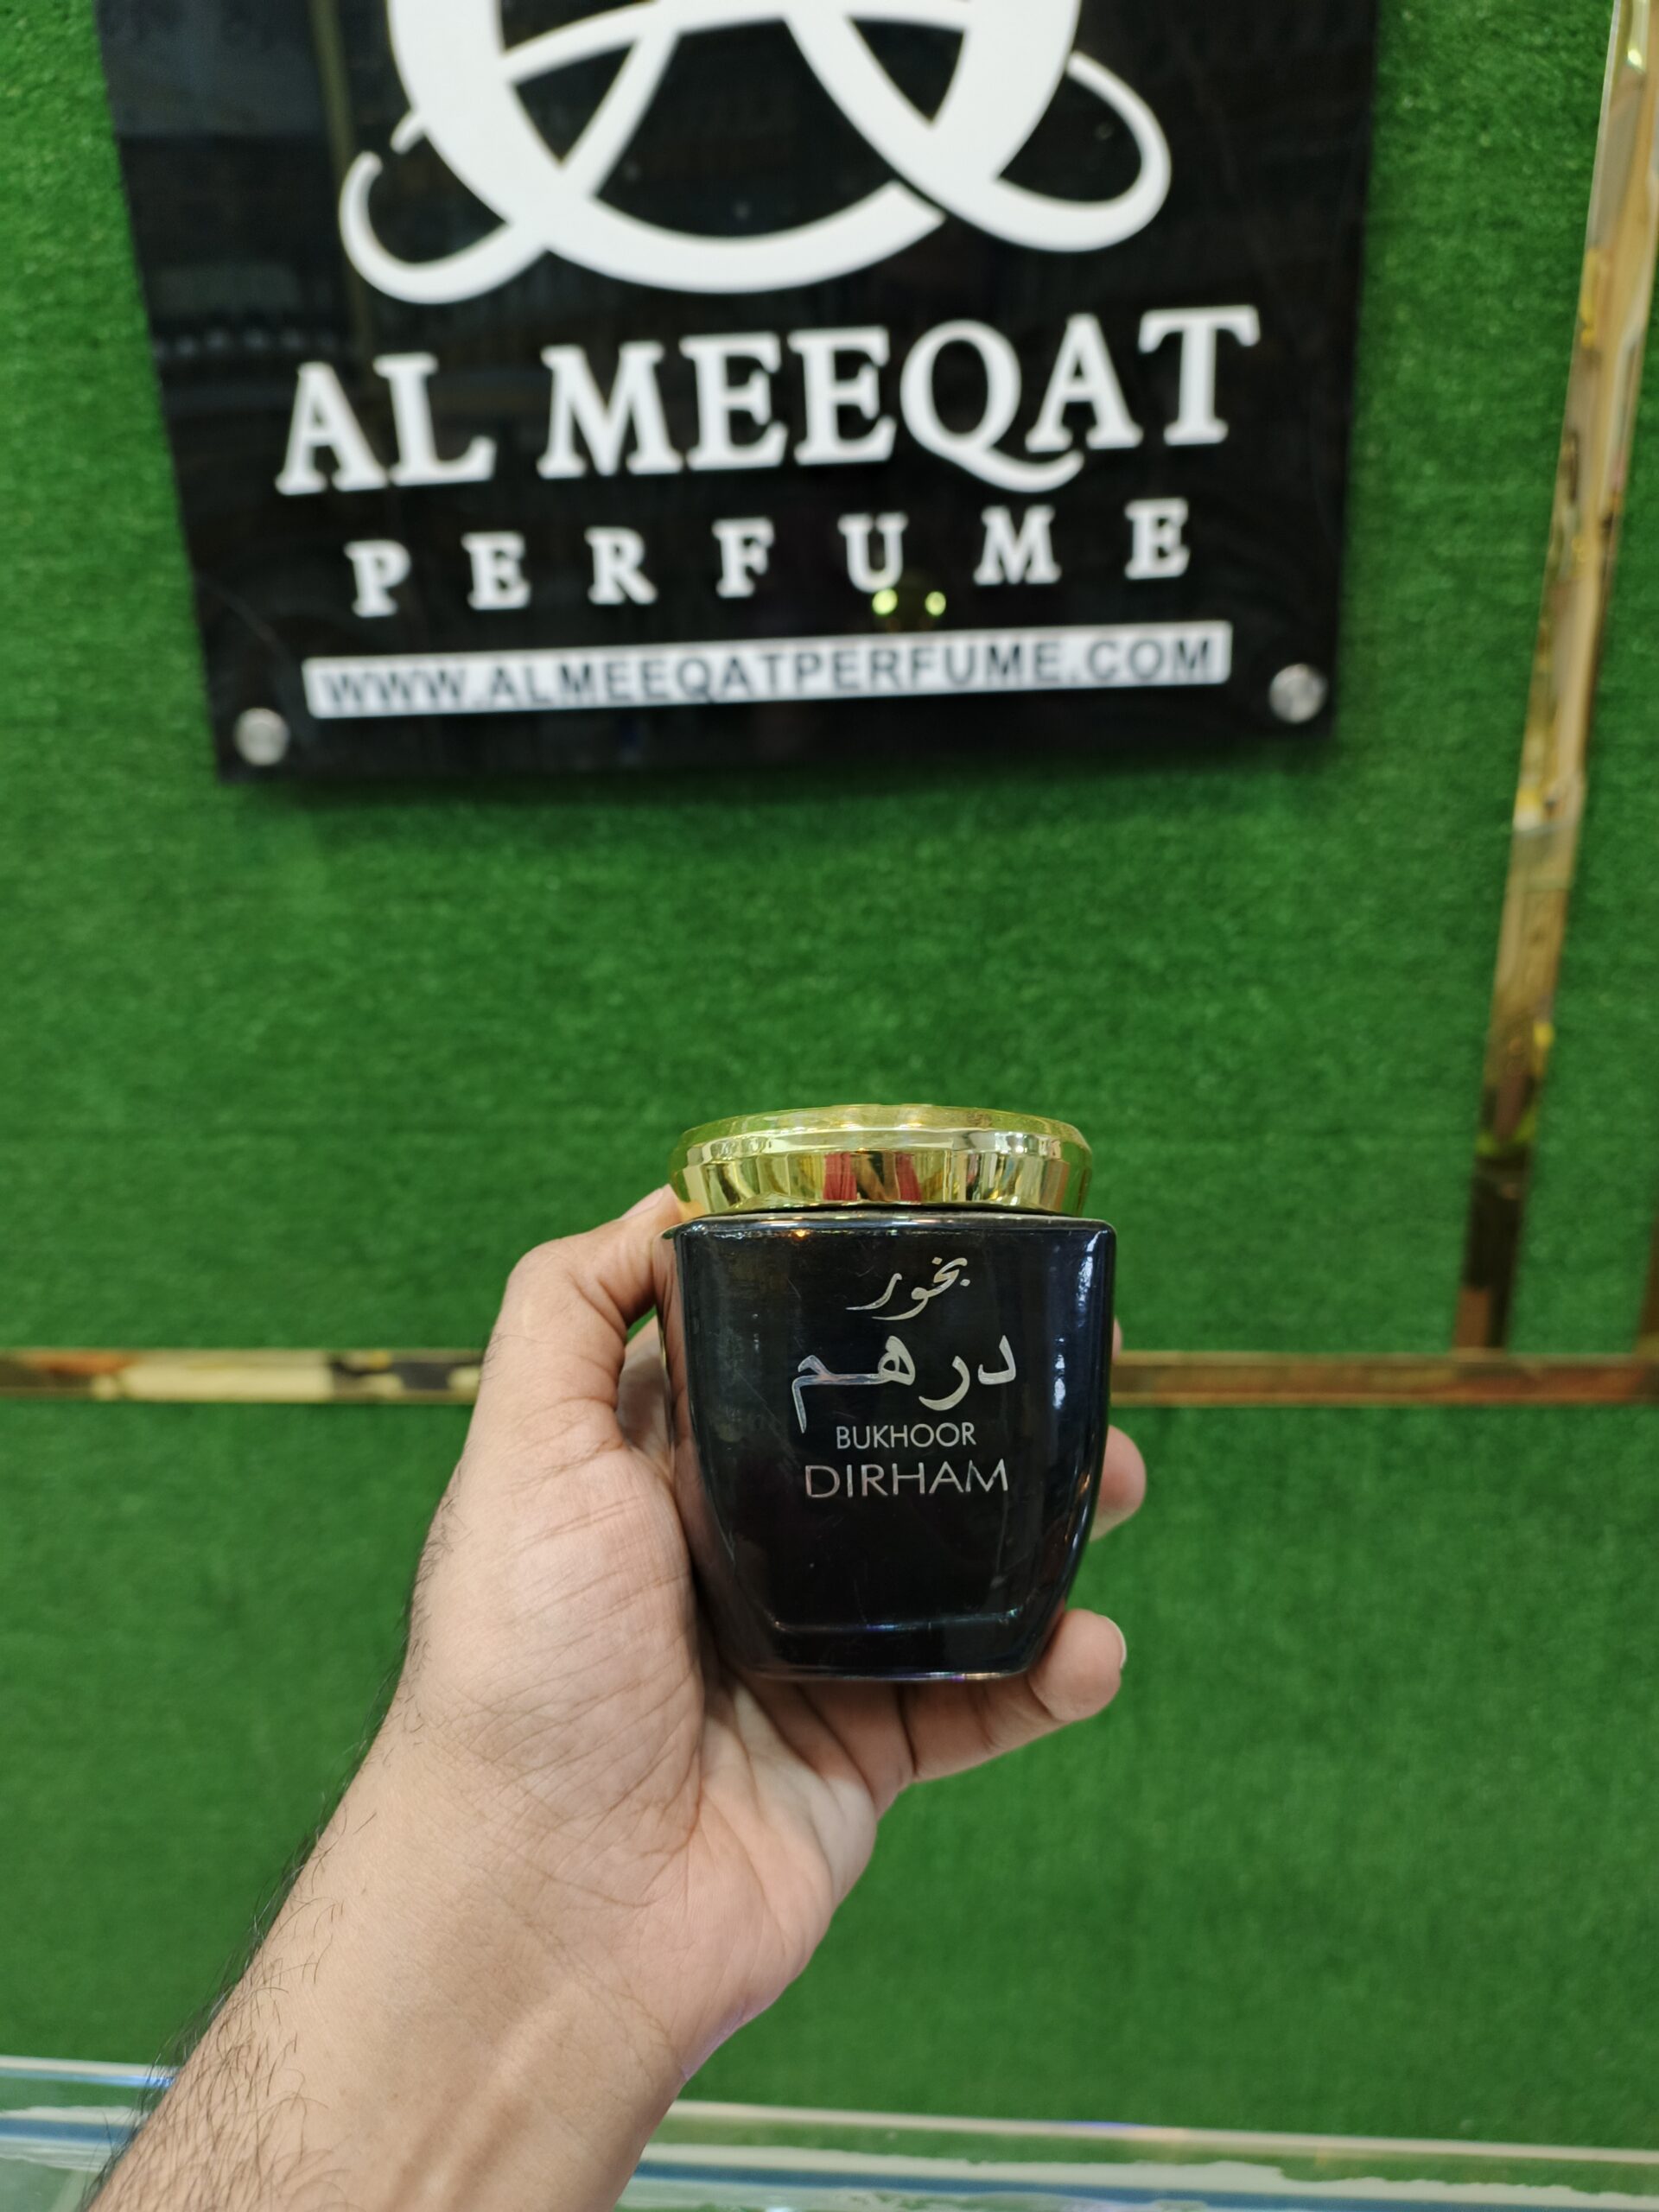 AL MEEQAT
PERFUME
WWW.ALMEEQATPERFUME.COM
بخور
درهم
BUKHOOR
DIRHAM